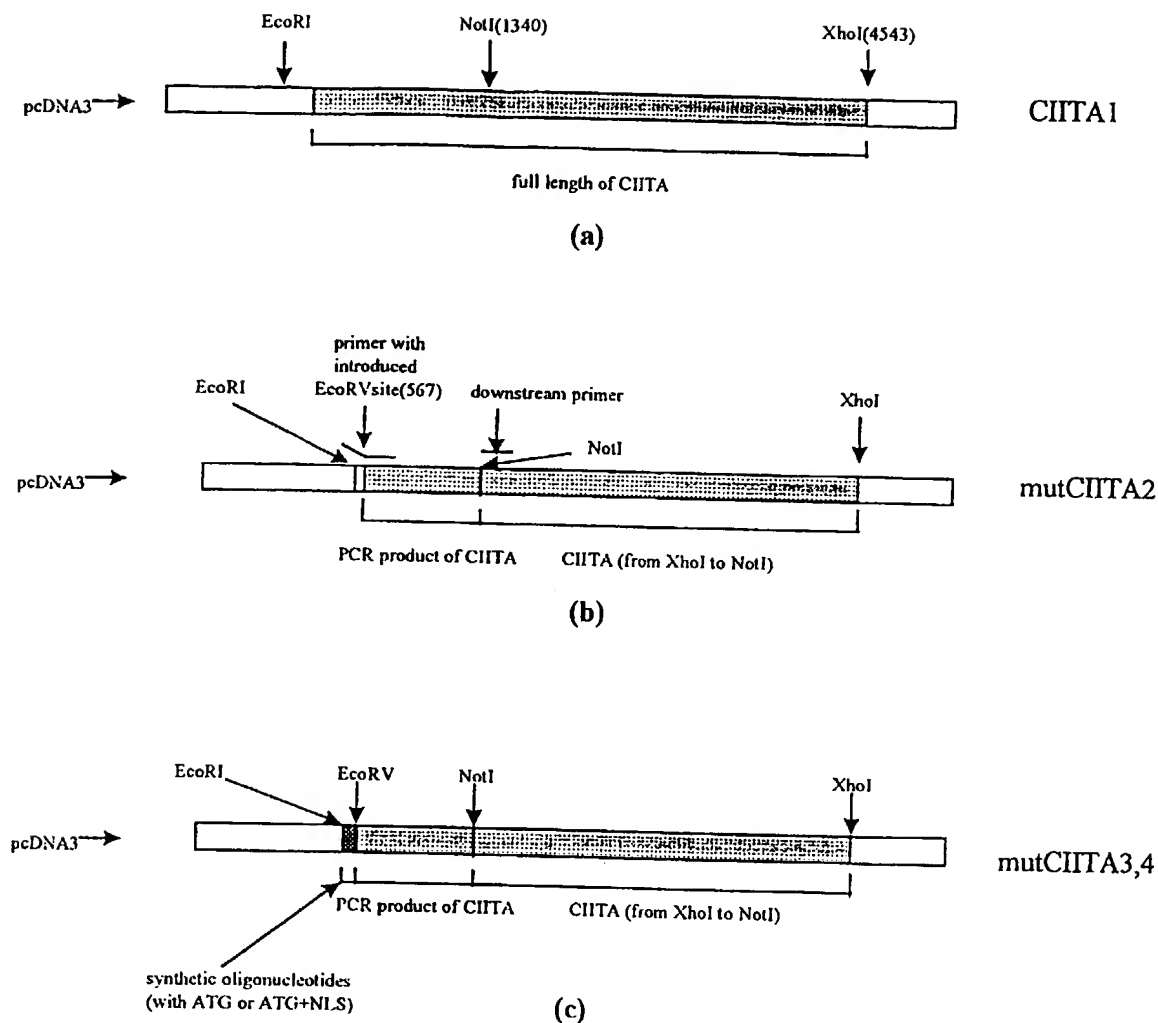 EcoRI
NotI(1340)
XhoI(4543)
pcDNA3
CIITA1
full length of CIITA
(a)
primer with
introduced
EcoRVsite(567)
EcoRI
downstream primer
XhoI
NotI
pcDNA3
mutCIITA2
PCR product of CIITA
CIITA (from XhoI to NotI)
(b)
EcoRI
EcoRV
NotI
XhoI
pcDNA3
mutCIITA3,4
PCR product of CIITA
CIITA (from XhoI to NotI)
synthetic oligonucleotides
(with ATG or ATG+NLS)
(c)